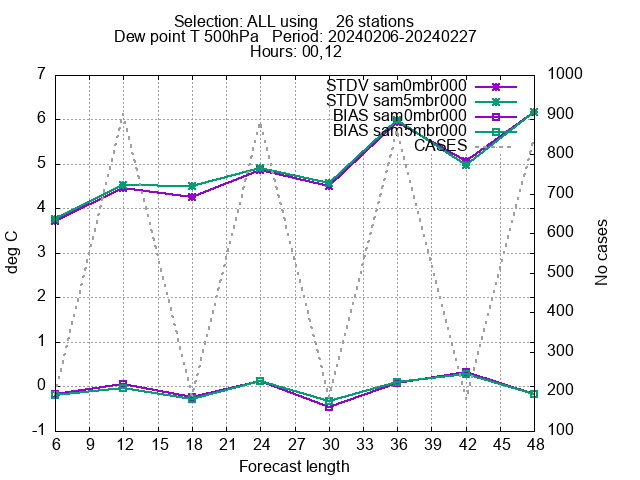 Selection: ALL using    26 stations
Dew point T 500hPa   Period: 20240206-20240227
Hours: 00,12
7 1000
STDV sam0mbr000
STDV sam5mbr000
BIAS sam0mbr000
BIAS sam5mbr000
CASES
6 900
5 800
4 700
3 600
2 500
1 400
0 300
-1 200
100
deg C
No cases
6 9 12 15 18 21 24 27 30 33 36 39 42 45 48
Forecast length